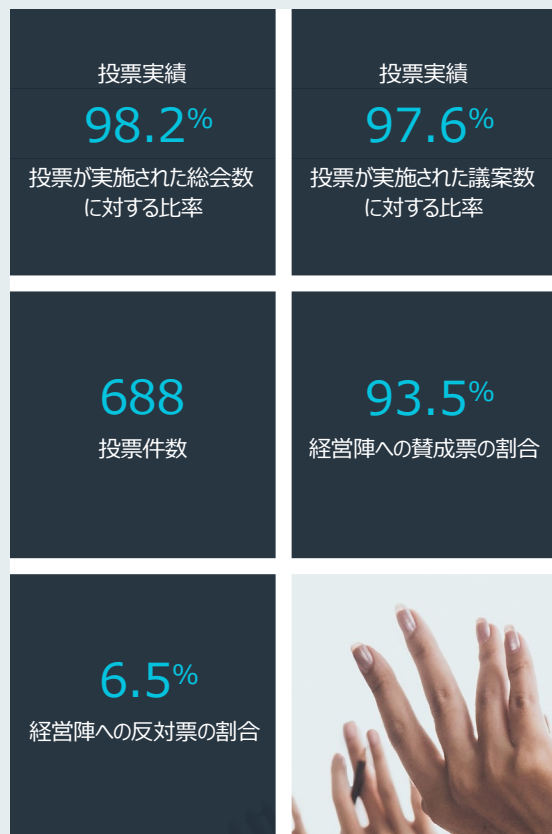 投票実績
98.2%
投票が実施された総会数
に対する比率
投票実績
97.6%
投票が実施された議案数
に対する比率
688
投票件数
93.5%
経営陣への賛成票の割合
6.5%
経営陣への反対票の割合